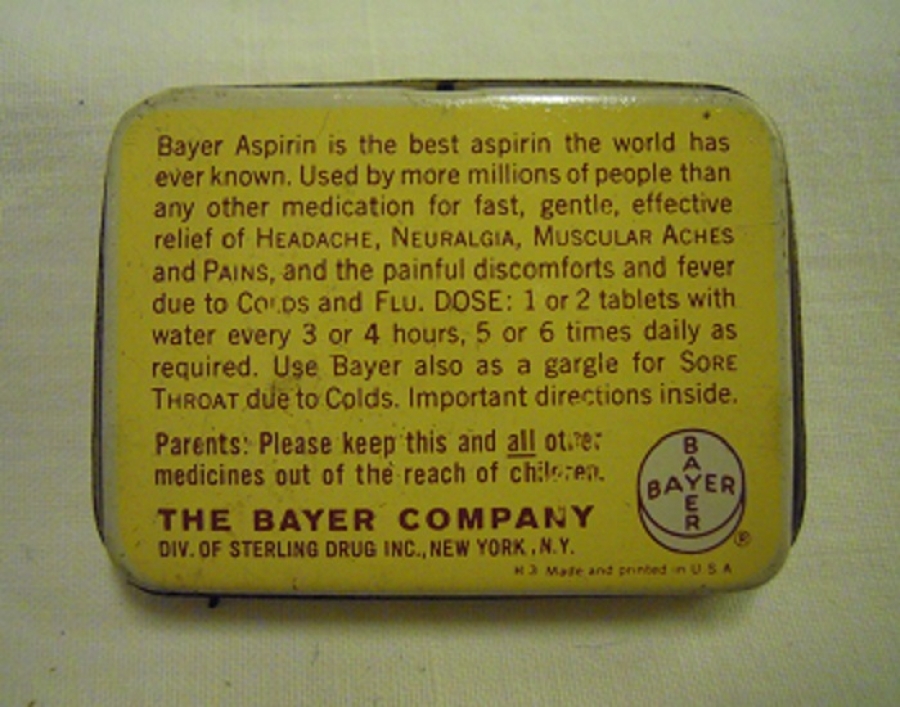 Bayer Aspirin is the best aspirin the world has
ever known. Used by more millions of people than
any other medication for fast, gentle, effective
relief of HEADACHE, NEURALGIA, MUSCULAR ACHES
and PAINS, and the painful discomforts and fever
due to COLDS and FLU. DOSE: 1 or 2 tablets with
water every 3 or 4 hours, 5 or 6 times daily as
required. Use Bayer also as a gargle for SORE
THROAT due to Colds. Important directions inside.
Parents: Please keep this and all other
medicines out of the reach of children.
BAYER
BAYER
THE BAYER COMPANY
DIV. OF STERLING DRUG INC., NEW YORK, N.Y.
®
H 3 Made and printed in U S A